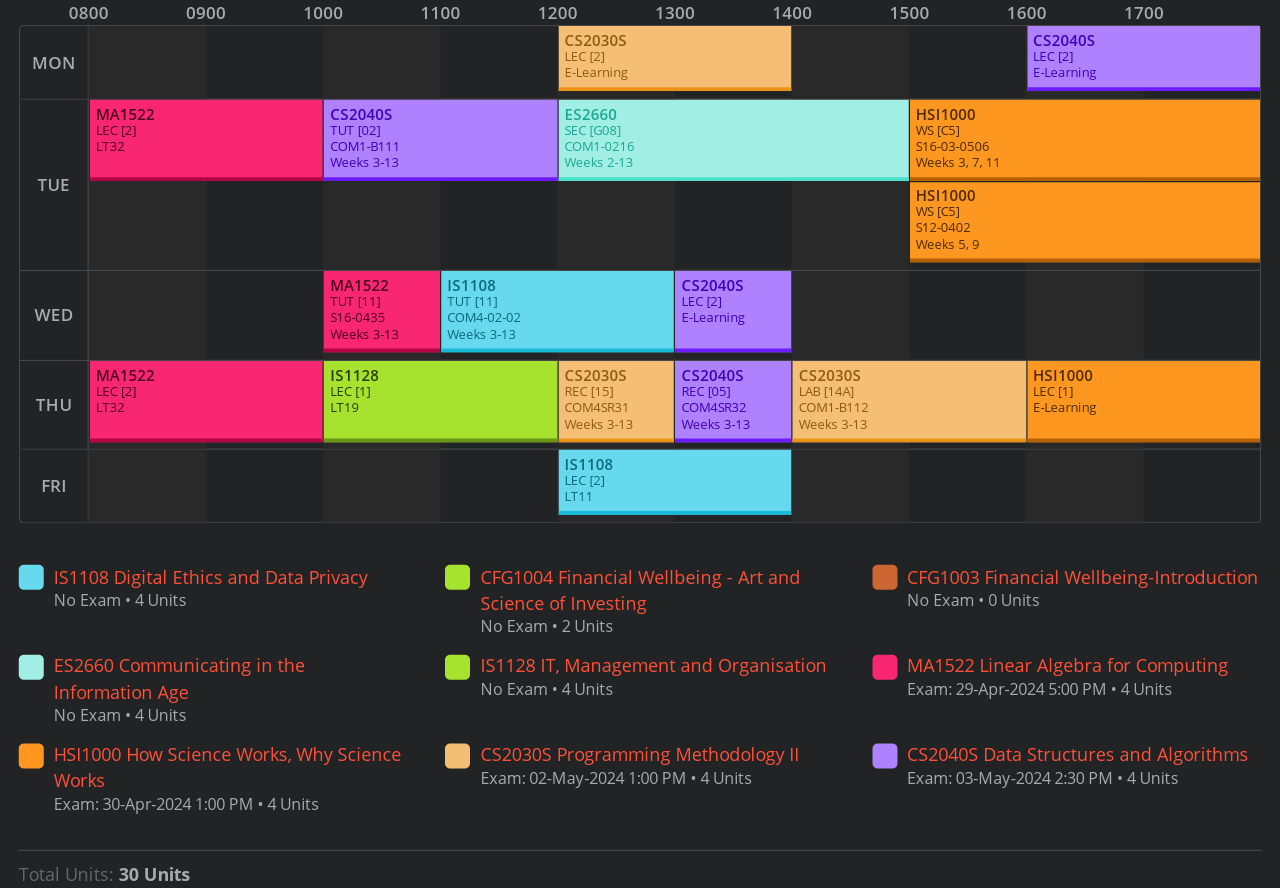 0800 0900 1000 1100 1200 1300 1400 1500 1600 1700
MON
CS2030S
LEC [2]
E-Learning
CS2040S
LEC [2]
E-Learning
TUE
MA1522
LEC [2]
LT32
CS2040S
TUT [02]
COM1-B111
Weeks 3-13
ES2660
SEC [G08]
COM1-0216
Weeks 2-13
HSI1000
WS [C5]
S16-03-0506
Weeks 3, 7, 11
HSI1000
WS [C5]
S12-0402
Weeks 5, 9
WED
MA1522
TUT [11]
S16-0435
Weeks 3-13
IS1108
TUT [11]
COM4-02-02
Weeks 3-13
CS2040S
LEC [2]
E-Learning
THU
MA1522
LEC [2]
LT32
IS1128
LEC [1]
LT19
CS2030S
REC [15]
COM4SR31
Weeks 3-13
CS2040S
REC [05]
COM4SR32
Weeks 3-13
CS2030S
LAB [14A]
COM1-B112
Weeks 3-13
HSI1000
LEC [1]
E-Learning
FRI
IS1108
LEC [2]
LT11
IS1108 Digital Ethics and Data Privacy
No Exam • 4 Units
CFG1004 Financial Wellbeing - Art and
Science of Investing
No Exam • 2 Units
CFG1003 Financial Wellbeing-Introduction
No Exam • 0 Units
ES2660 Communicating in the
Information Age
No Exam • 4 Units
IS1128 IT, Management and Organisation
No Exam • 4 Units
MA1522 Linear Algebra for Computing
Exam: 29-Apr-2024 5:00 PM • 4 Units
HSI1000 How Science Works, Why Science
Works
Exam: 30-Apr-2024 1:00 PM • 4 Units
CS2030S Programming Methodology II
Exam: 02-May-2024 1:00 PM • 4 Units
CS2040S Data Structures and Algorithms
Exam: 03-May-2024 2:30 PM • 4 Units
Total Units: 30 Units